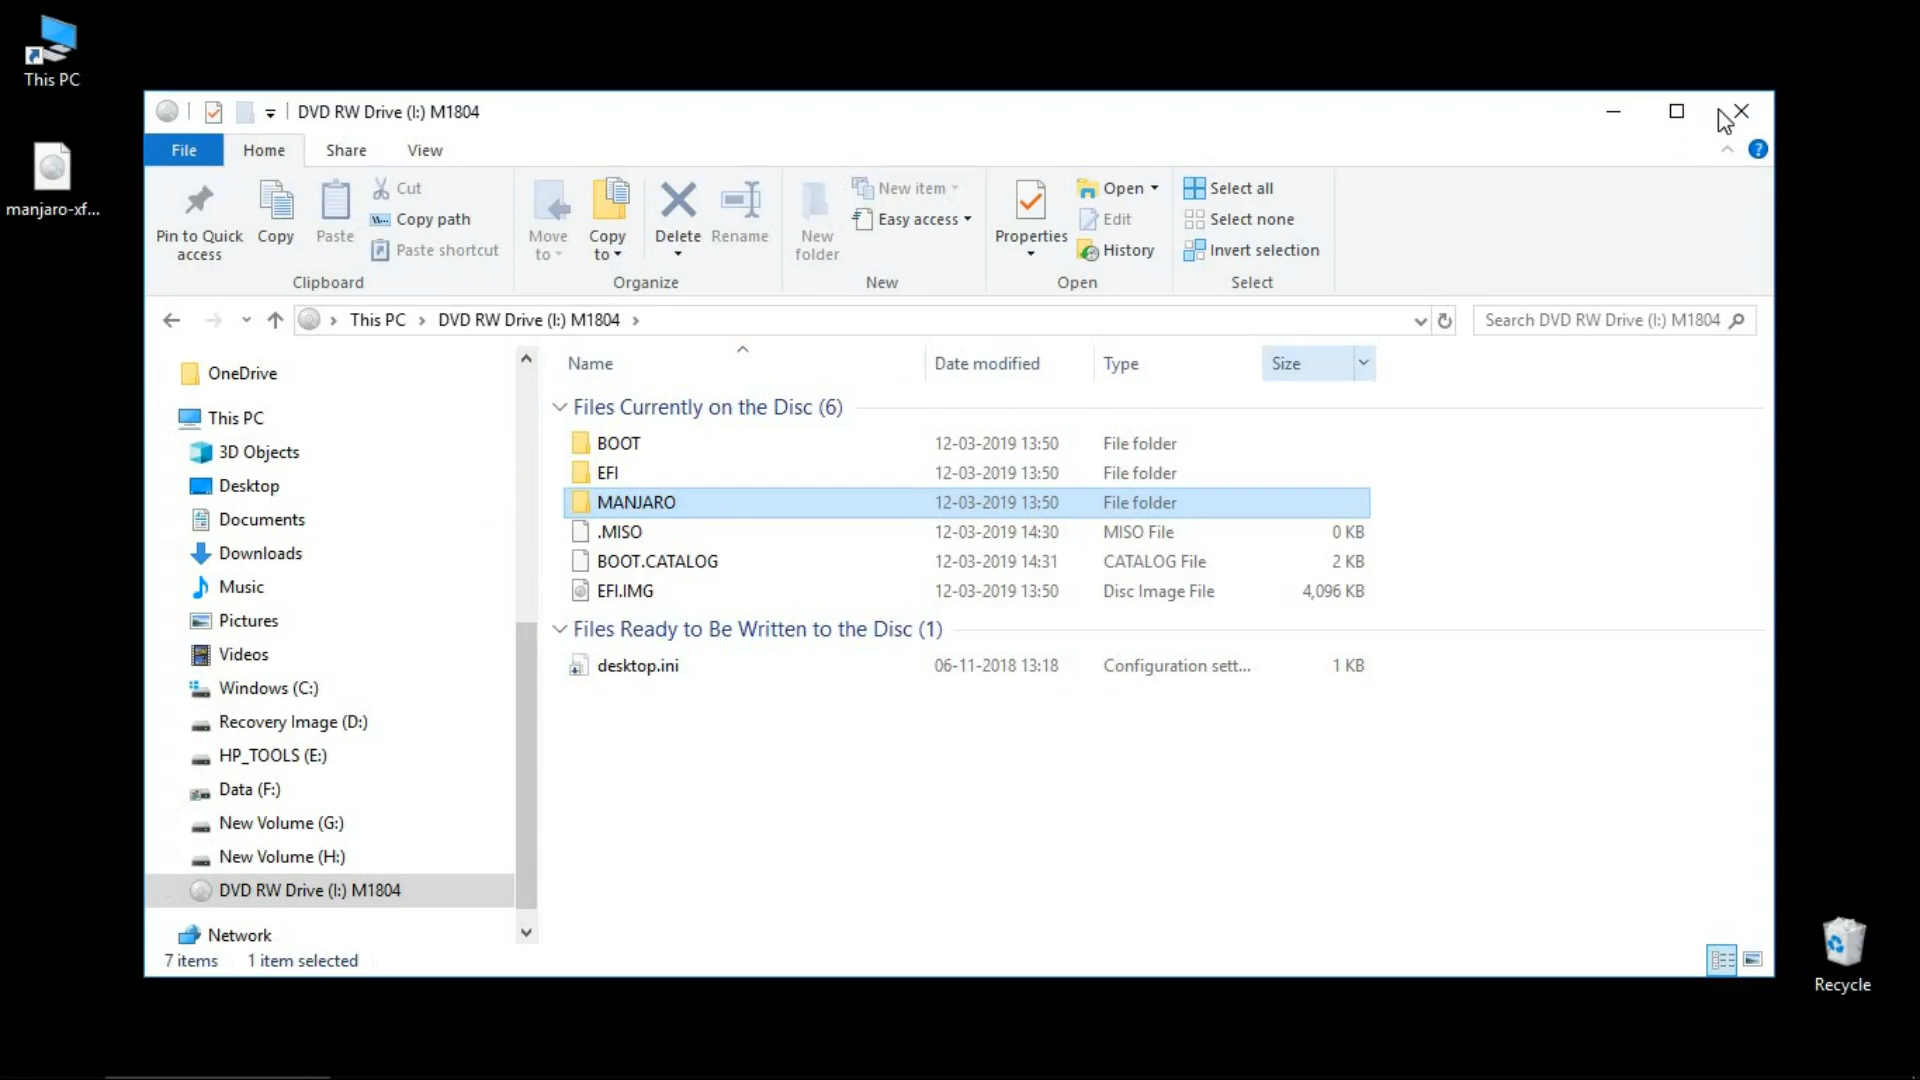 This PC
manjaro-xf...
DVD RW Drive (I:) M1804
File Home Share View
Pin to Quick access
Copy
Paste
Cut
Copy path
Paste shortcut
Clipboard
Move to
Copy to
Delete
Rename
Organize
New folder
New item
Easy access
New
Properties
Open
Edit
History
Open
Select all
Select none
Invert selection
Select
This PC DVD RW Drive (I:) M1804
Search DVD RW Drive (I:) M1804
OneDrive
This PC
3D Objects
Desktop
Documents
Downloads
Music
Pictures
Videos
Windows (C:)
Recovery Image (D:)
HP_TOOLS (E:)
Data (F:)
New Volume (G:)
New Volume (H:)
DVD RW Drive (I:) M1804
Network
Name Date modified Type Size
Files Currently on the Disc (6)
BOOT 12-03-2019 13:50 File folder
EFI 12-03-2019 13:50 File folder
MANJARO 12-03-2019 13:50 File folder
.MISO 12-03-2019 14:30 MISO File 0 KB
BOOT.CATALOG 12-03-2019 14:31 CATALOG File 2 KB
EFI.IMG 12-03-2019 13:50 Disc Image File 4,096 KB
Files Ready to Be Written to the Disc (1)
desktop.ini 06-11-2018 13:18 Configuration sett... 1 KB
7 items 1 item selected
Recycle